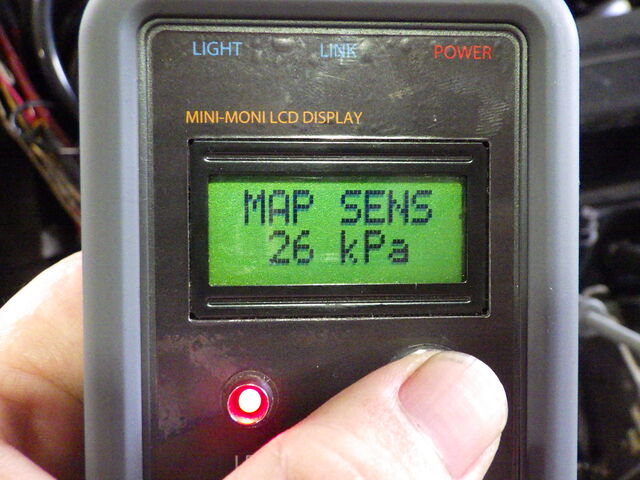 LIGHT LINK POWER
MINI-MONI LCD DISPLAY
MAP SENS
26 kPa